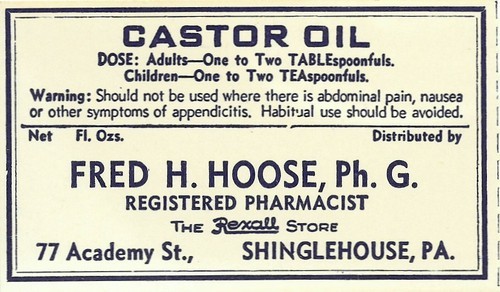 CASTOR OIL
DOSE: Adults—One to Two TABLEspoonfuls.
Children—One to Two TEAspoonfuls.
Warning: Should not be used where there is abdominal pain, nausea
or other symptoms of appendicitis. Habitual use should be avoided.
Net Fl. Ozs. Distributed by
FRED H. HOOSE, Ph. G.
REGISTERED PHARMACIST
THE Rexall STORE
77 Academy St., SHINGLEHOUSE, PA.